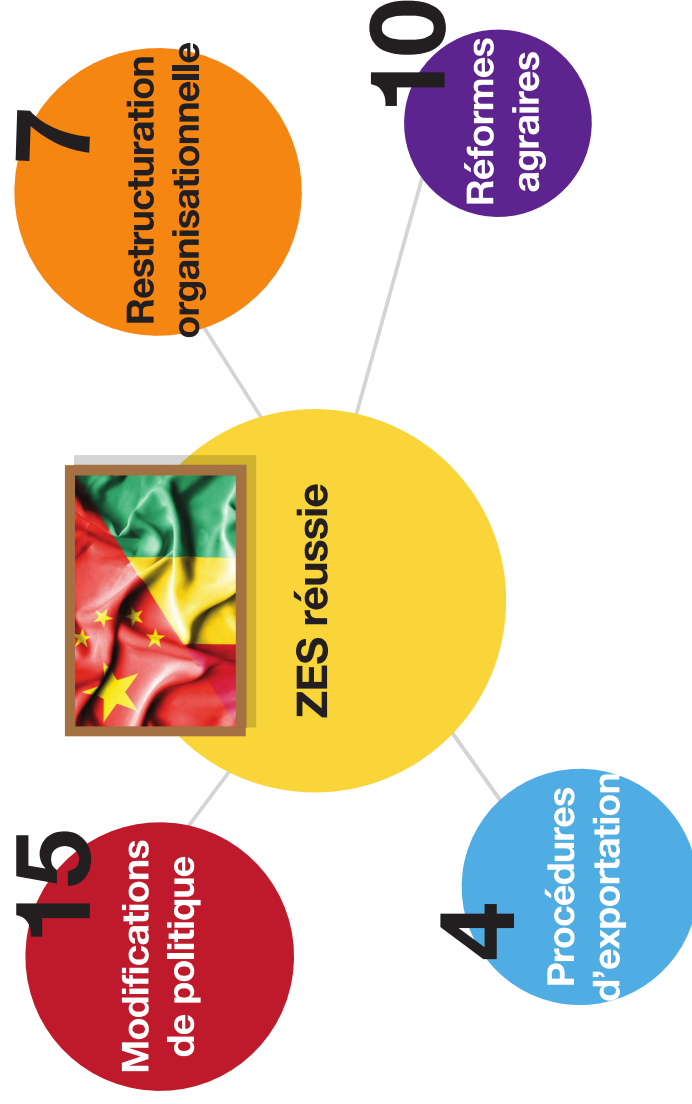 15
Modifications
de politique
7
Restructuration
organisationnelle
ZES réussie
4
Procédures
d’exportation
10
Réformes
agraires